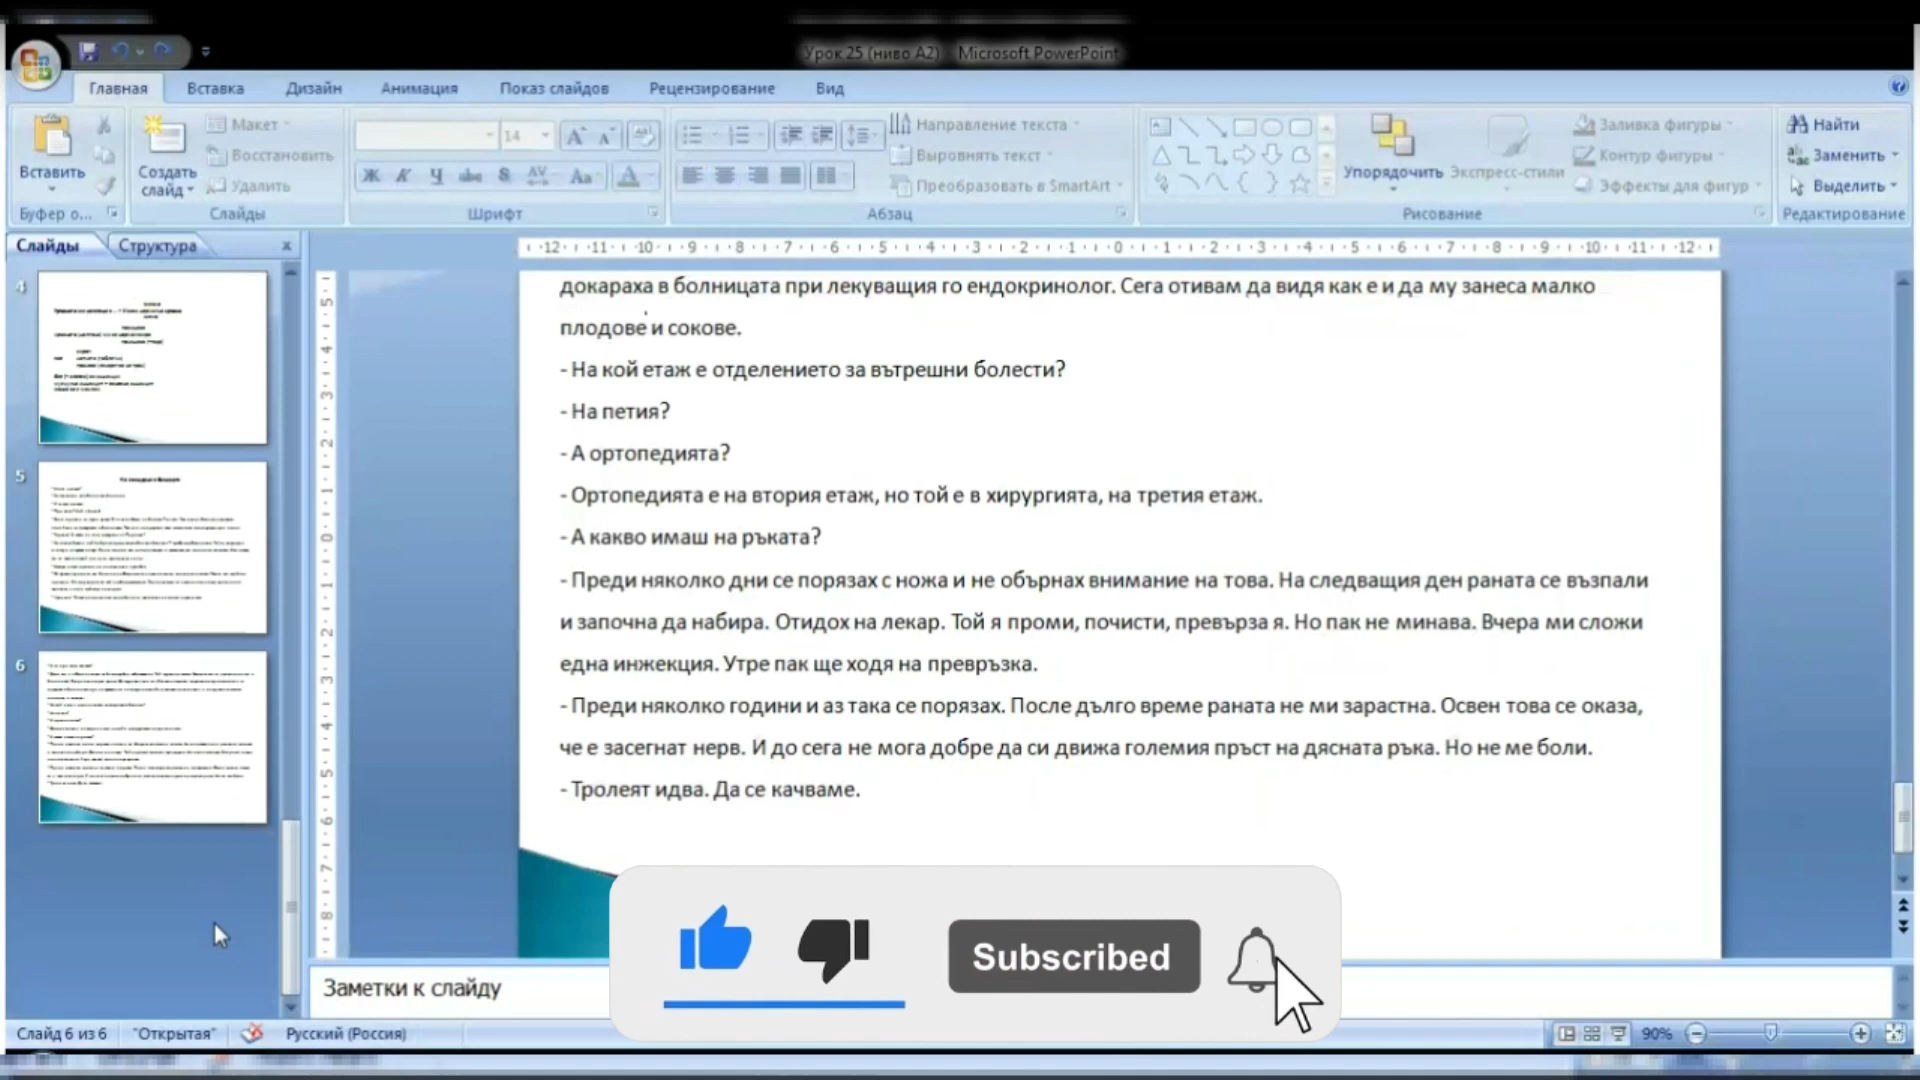 Урок 25 (ниво А2) - Microsoft PowerPoint
Главная Вставка Дизайн Анимация Показ слайдов Рецензирование Вид
Вставить
Буфер о...
Создать слайд
Макет
Восстановить
Удалить
Слайды
14
Шрифт
Направление текста
Выровнять текст
Преобразовать в SmartArt
Абзац
Упорядочить
Экспресс-стили
Заливка фигуры
Контур фигуры
Эффекты для фигур
Рисование
Найти
Заменить
Выделить
Редактирование
Слайды Структура
4
5
6
докараха в болницата при лекуващия го ендокринолог. Сега отивам да видя как е и да му занеса малко
плодове и сокове.
- На кой етаж е отделението за вътрешни болести?
- На петия?
- А ортопедията?
- Ортопедията е на втория етаж, но той е в хирургията, на третия етаж.
- А какво имаш на ръката?
- Преди няколко дни се порязах с ножа и не обърнах внимание на това. На следващия ден раната се възпали
и започна да набира. Отидох на лекар. Той я проми, почисти, превърза я. Но пак не минава. Вчера ми сложи
една инжекция. Утре пак ще ходя на превръзка.
- Преди няколко години и аз така се порязах. После дълго време раната не ми зарастна. Освен това се оказа,
че е засегнат нерв. И до сега не мога добре да си движа големия пръст на дясната ръка. Но не ме боли.
- Тролеят идва. Да се качваме.
Subscribed
Заметки к слайду
Слайд 6 из 6 "Открытая" Русский (Россия) 90%